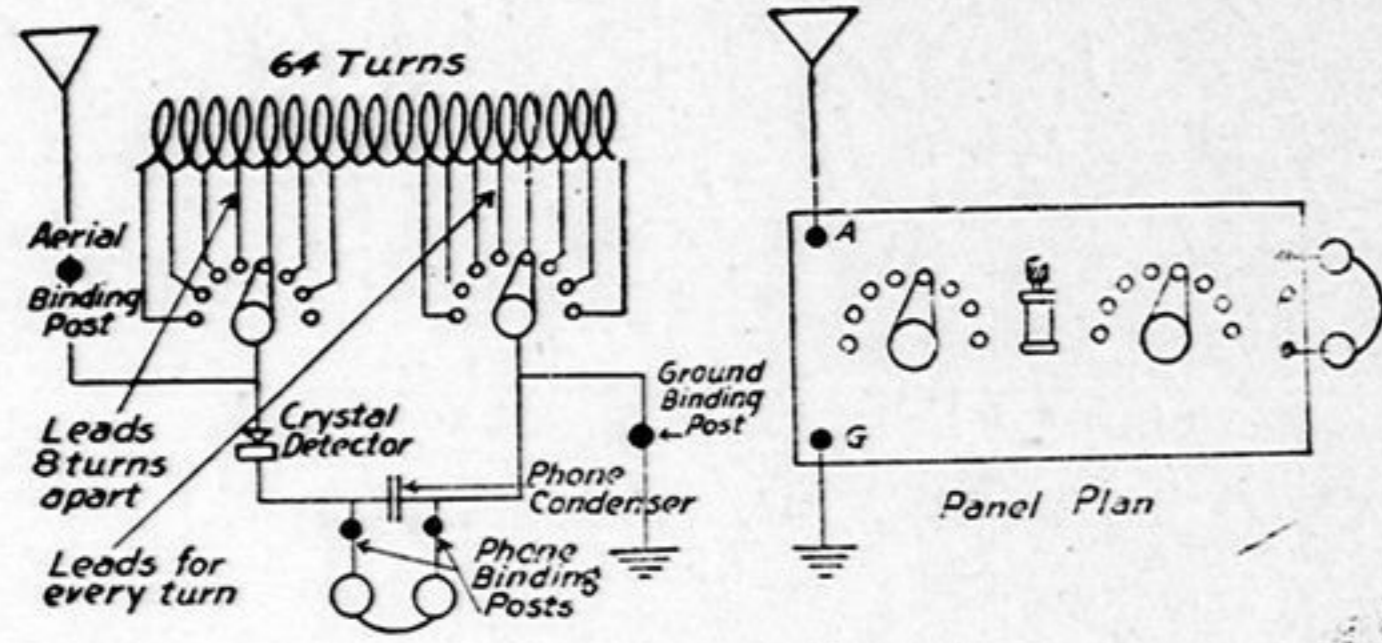 64 Turns
Aerial
Binding
Post
Leads
8 turns
apart
Leads for
every turn
Crystal
Detector
Phone
Condenser
Phone
Binding
Posts
Ground
Binding
Post
A
G
Panel Plan